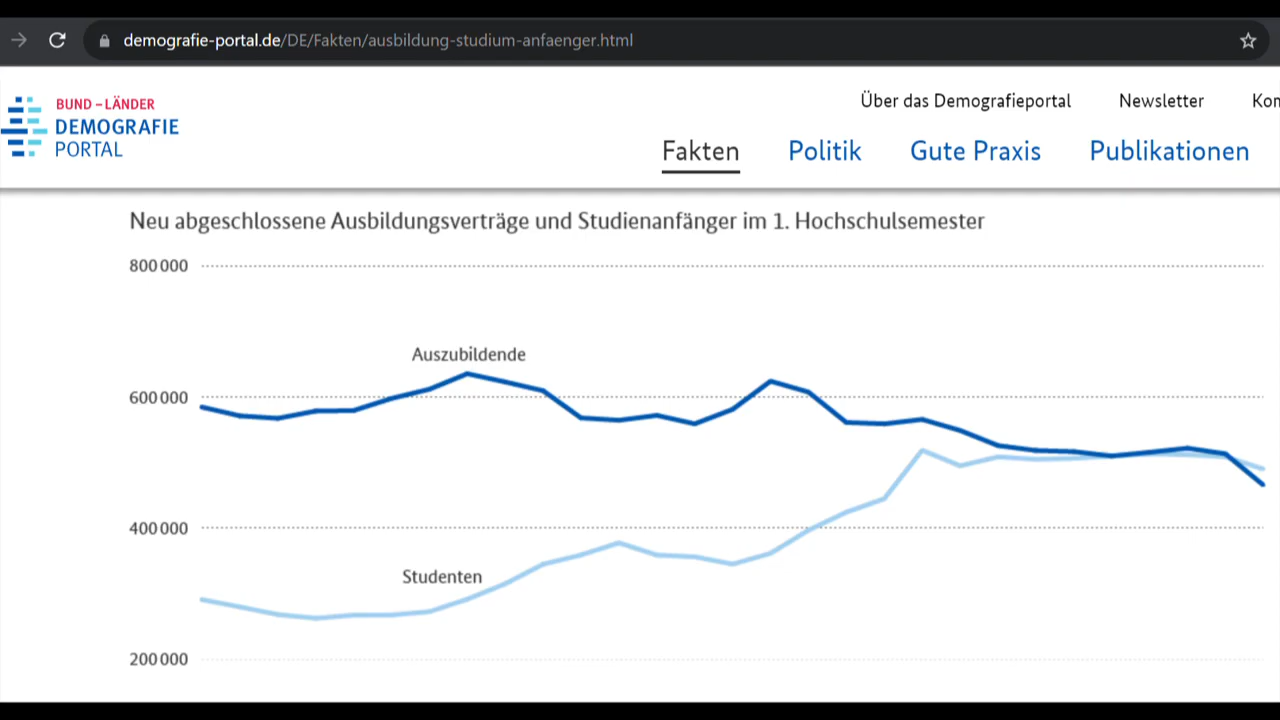 demografie-portal.de/DE/Fakten/ausbildung-studium-anfaenger.html
BUND – LÄNDER
DEMOGRAFIE
PORTAL
Über das Demografieportal Newsletter
Fakten Politik Gute Praxis Publikationen
Neu abgeschlossene Ausbildungsverträge und Studienanfänger im 1. Hochschulsemester
800 000
Auszubildende
600 000
400 000
Studenten
200 000